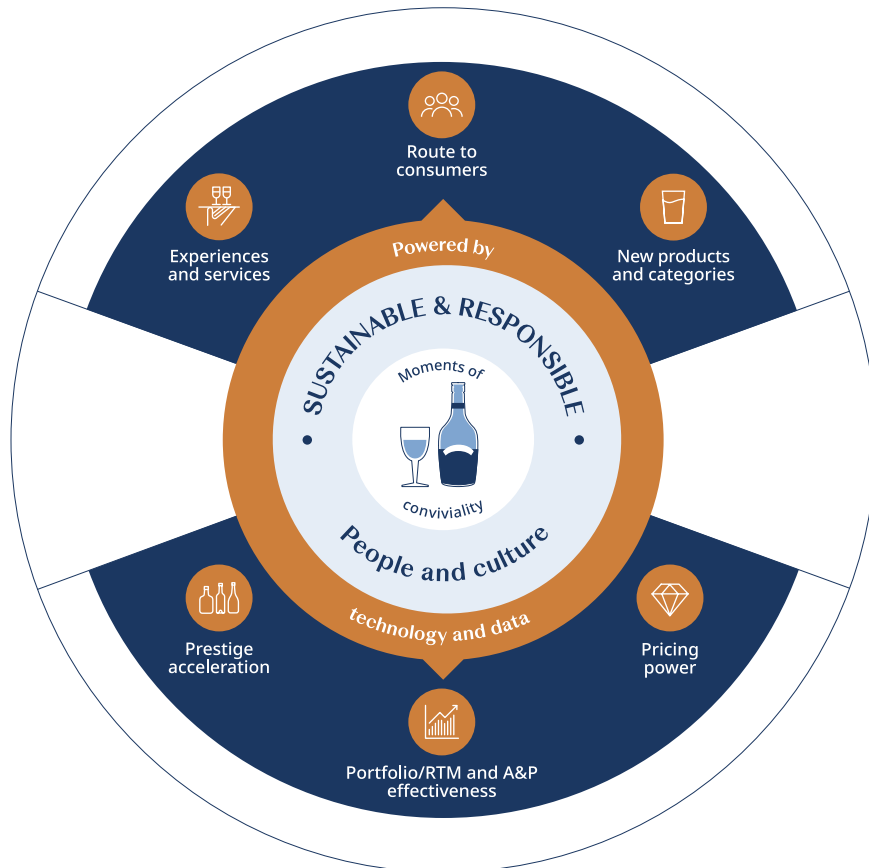 Route to
consumers
Experiences
and services
New products
and categories
Powered by
SUSTAINABLE & RESPONSIBLE
Moments of
conviviality
People and culture
technology and data
Prestige
acceleration
Pricing
power
Portfolio/RTM and A&P
effectiveness